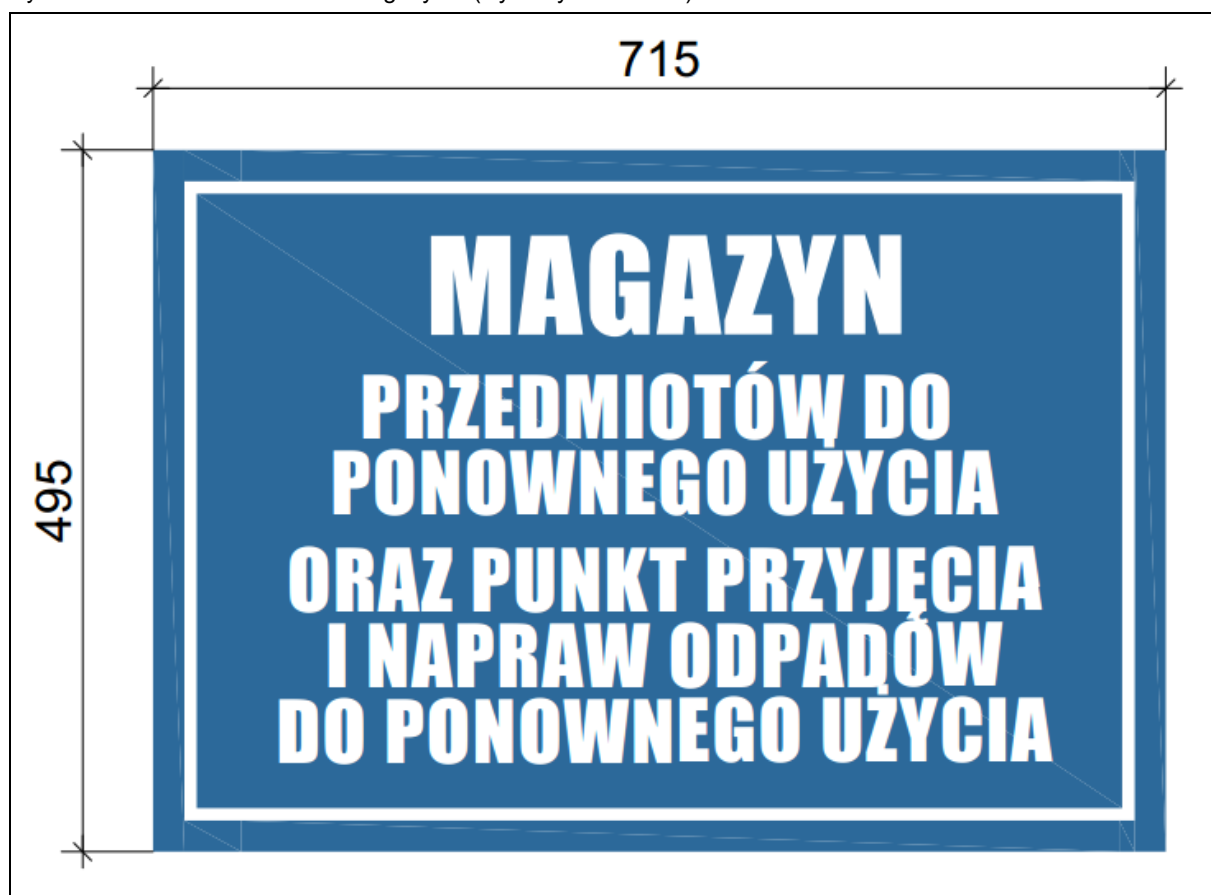 715
495
MAGAZYN
PRZEDMIOTÓW DO
PONOWNEGO UŻYCIA
ORAZ PUNKT PRZYJĘCIA
I NAPRAW ODPADÓW
DO PONOWNEGO UŻYCIA